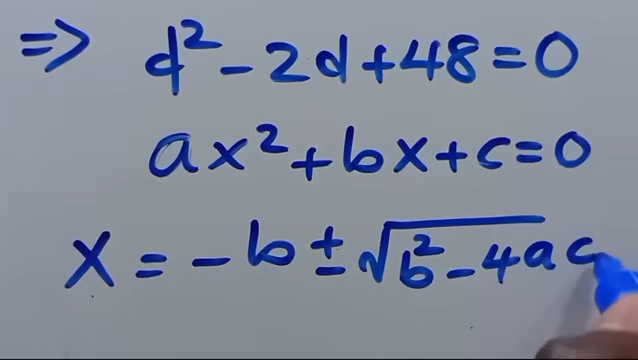 => d² - 2d + 48 = 0
ax² + bx + c = 0
x = -b ± √b² - 4ac